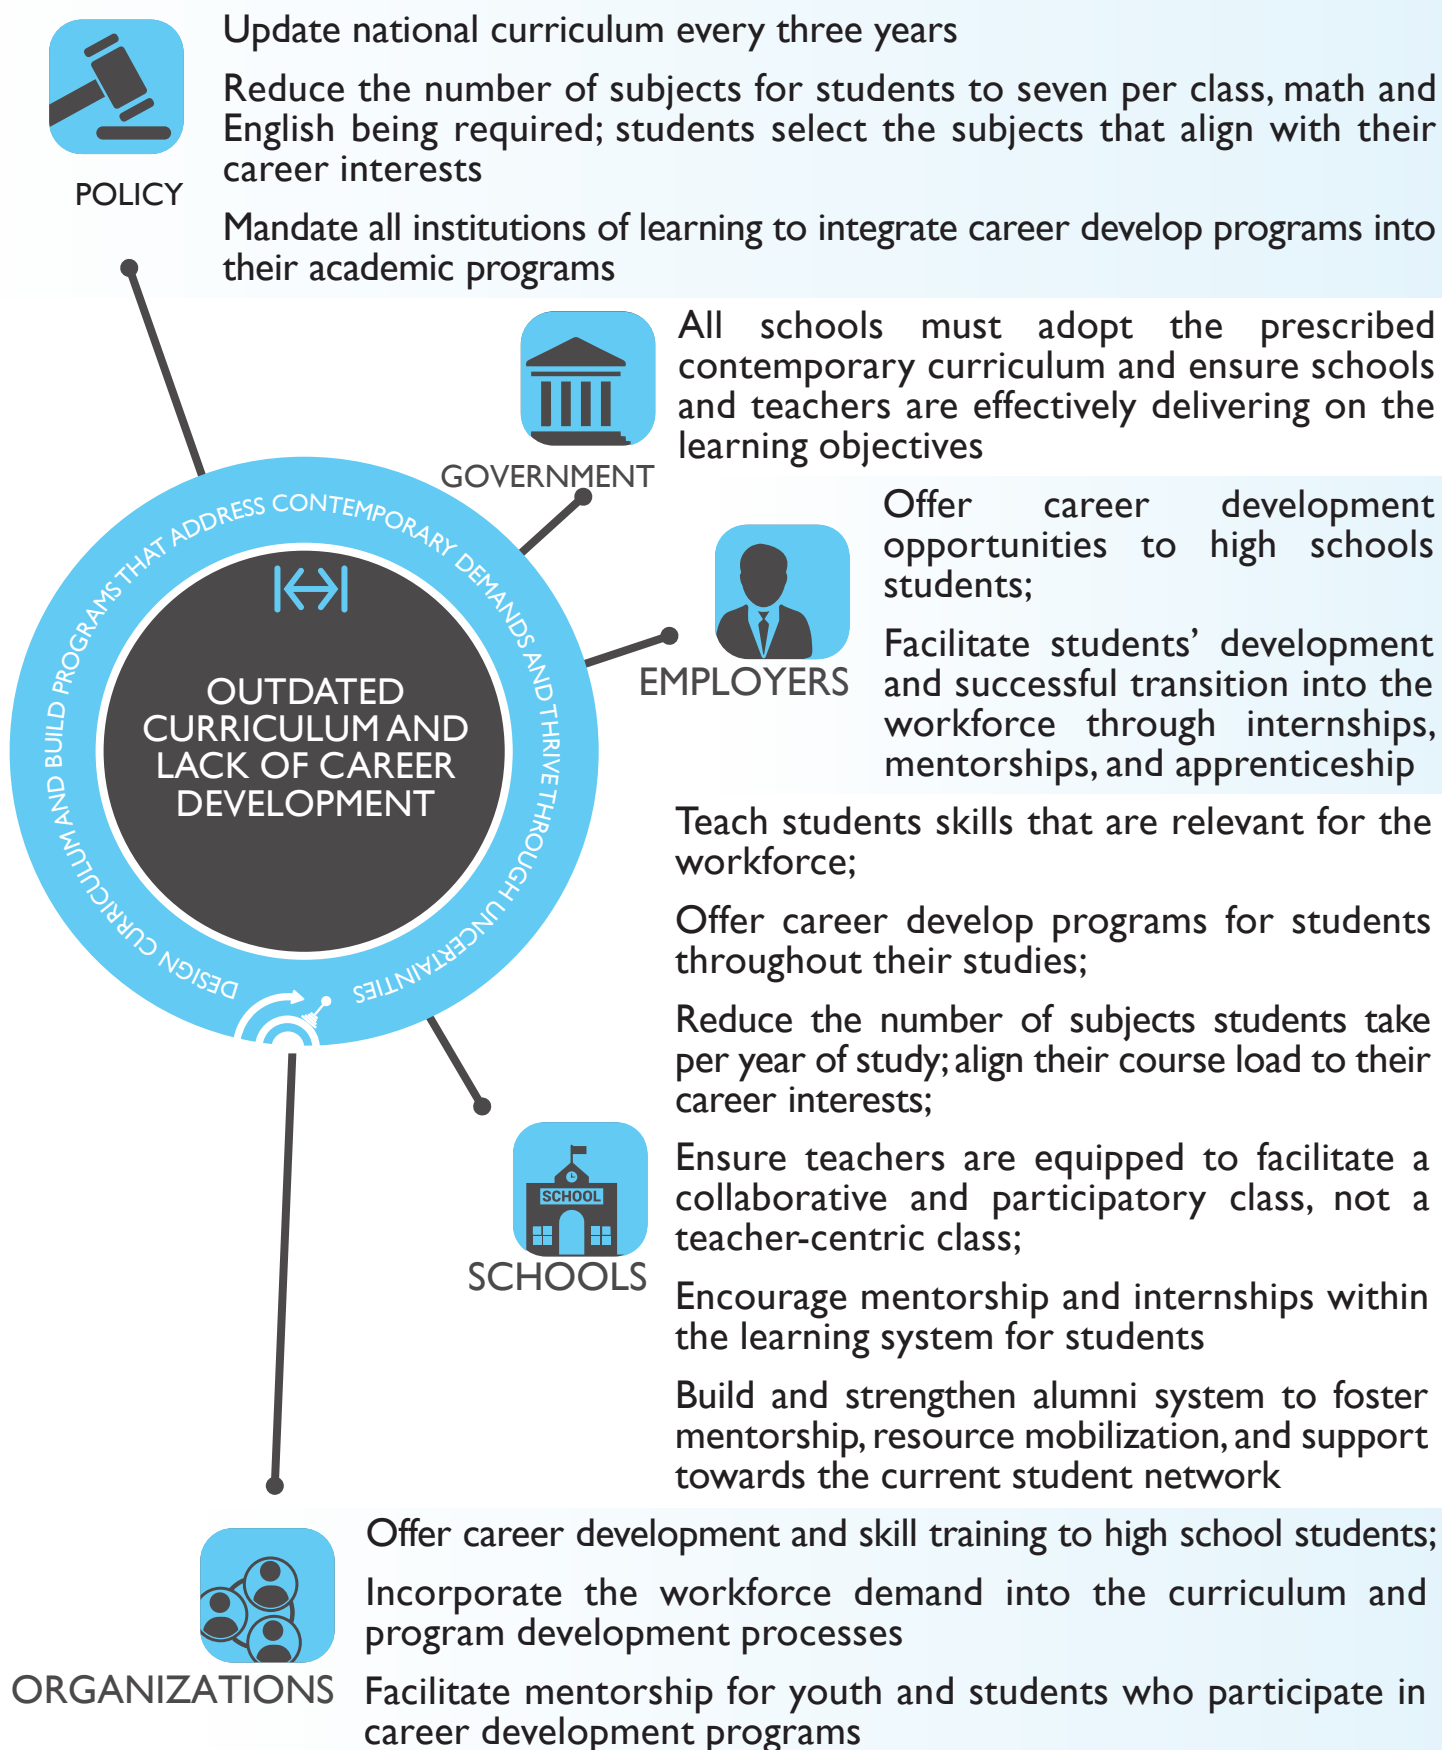 Update national curriculum every three years
Reduce the number of subjects for students to seven per class, math and
English being required; students select the subjects that align with their
career interests
Mandate all institutions of learning to integrate career develop programs into
their academic programs
POLICY
All schools must adopt the prescribed
contemporary curriculum and ensure schools
and teachers are effectively delivering on the
learning objectives
GOVERNMENT
Offer career development
opportunities to high schools
students;
Facilitate students’ development
and successful transition into the
workforce through internships,
mentorships, and apprenticeship
EMPLOYERS
DESIGN CURRICULUM AND BUILD PROGRAMS THAT ADDRESS CONTEMPORARY DEMANDS AND THRIVE THROUGH UNCERTAINTIES
OUTDATED
CURRICULUM AND
LACK OF CAREER
DEVELOPMENT
Teach students skills that are relevant for the
workforce;
Offer career develop programs for students
throughout their studies;
Reduce the number of subjects students take
per year of study; align their course load to their
career interests;
Ensure teachers are equipped to facilitate a
collaborative and participatory class, not a
teacher-centric class;
Encourage mentorship and internships within
the learning system for students
Build and strengthen alumni system to foster
mentorship, resource mobilization, and support
towards the current student network
SCHOOL
SCHOOLS
Offer career development and skill training to high school students;
Incorporate the workforce demand into the curriculum and
program development processes
Facilitate mentorship for youth and students who participate in
career development programs
ORGANIZATIONS